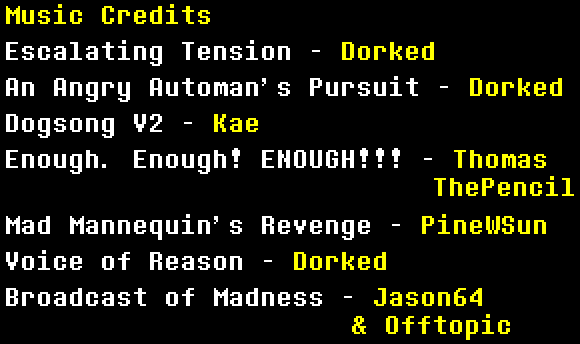 Music Credits
Escalating Tension - Dorked
An Angry Automan's Pursuit - Dorked
Dogsong V2 - Kae
Enough. Enough! ENOUGH!!! - Thomas
ThePencil
Mad Mannequin's Revenge - PineWSun
Voice of Reason - Dorked
Broadcast of Madness - Jason64
& Offtopic